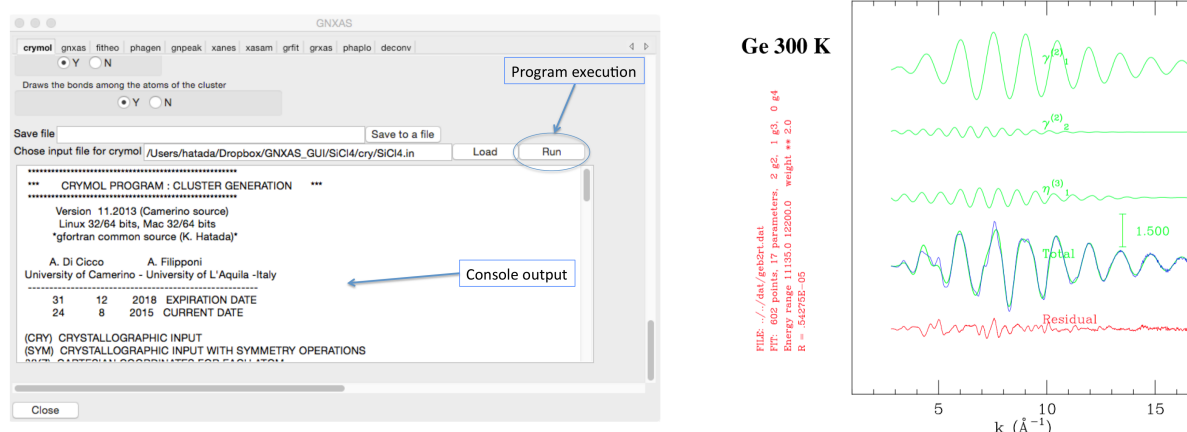 GNXAS
crymol gnxas fitheo phagen gnpeak xanes xasam grfit grxas phaplo deconv
Y N
Draws the bonds among the atoms of the cluster
Y N
Program execution
Save file Save to a file
Chose input file for crymol /Users/hatada/Dropbox/GNXAS_GUI/SiCl4/cry/SiCl4.in Load Run
*** CRYMOL PROGRAM : CLUSTER GENERATION ***
Version 11.2013 (Camerino source)
Linux 32/64 bits, Mac 32/64 bits
*gfortran common source (K. Hatada)*
A. Di Cicco A. Filipponi
University of Camerino - University of L'Aquila -Italy
Console output
31 12 2018 EXPIRATION DATE
24 8 2015 CURRENT DATE
(CRY) CRYSTALLOGRAPHIC INPUT
(SYM) CRYSTALLOGRAPHIC INPUT WITH SYMMETRY OPERATIONS
Close
Ge 300 K
FILE: ../../dat/geb2rt.dat
FIT: 602 points, 17 parameters, 2 g2, 1 g3, 0 g4
Energy range 11135.0 12200.0 weight ** 2.0
R = .54275E-05
γ(2)1
γ(2)2
η(3)1
1.500
Total
Residual
5 10 15
k (Å−1)